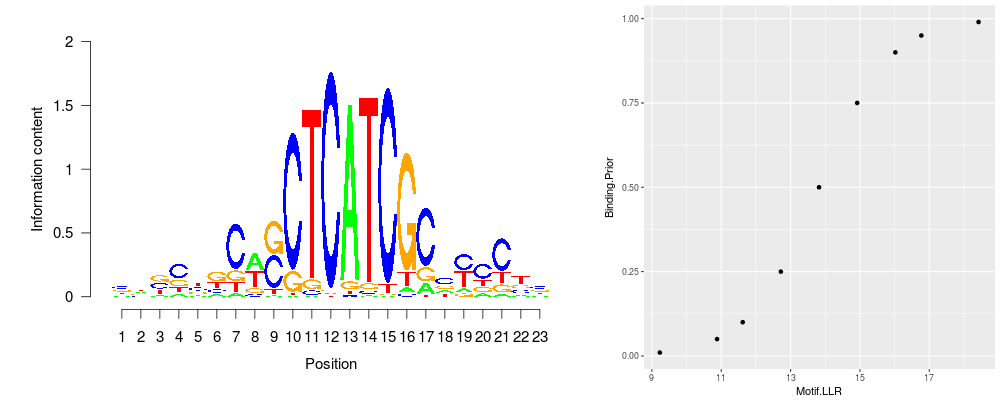 2
1.5
1
0.5
0
Information content
1 2 3 4 5 6 7 8 9 10 11 12 13 14 15 16 17 18 19 20 21 22 23
Position
CAGCTCATCGC
1.00
0.75
0.50
0.25
0.00
Binding.Prior
9 11 13 15 17
Motif.LLR